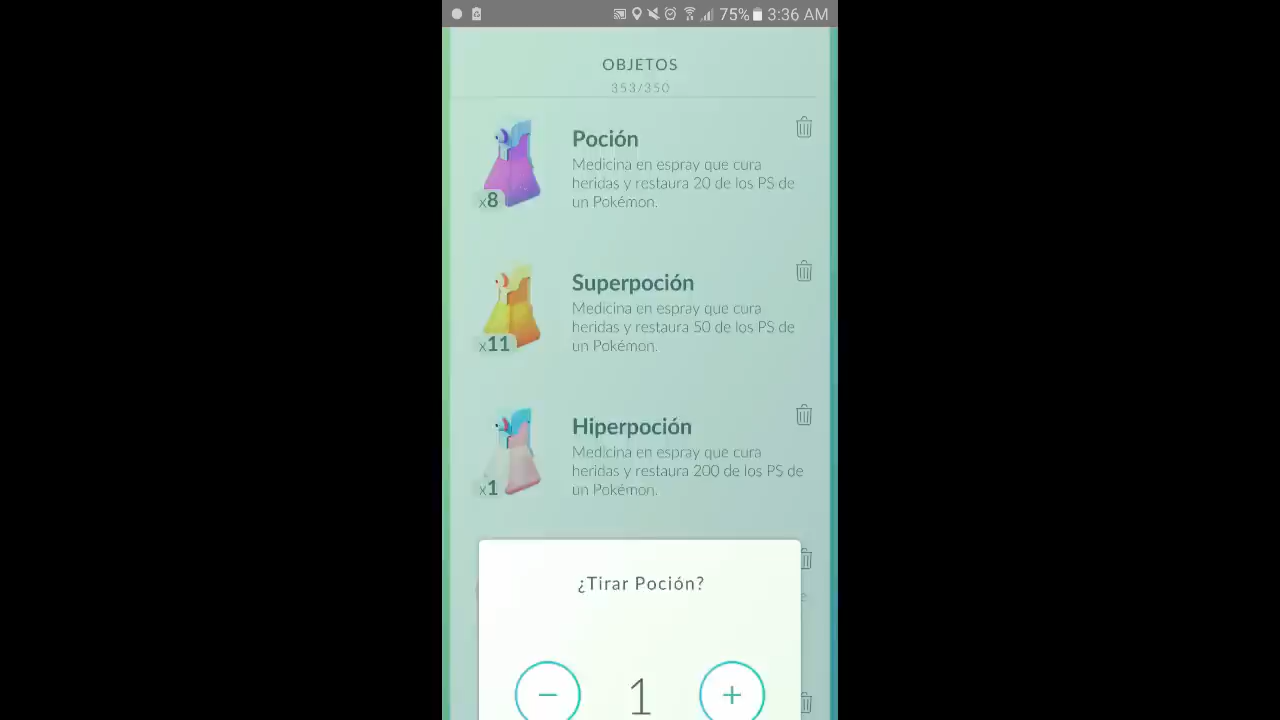 75% 3:36 AM
OBJETOS
353/350
Poción
Medicina en espray que cura
heridas y restaura 20 de los PS de
un Pokémon.
x8
Superpoción
Medicina en espray que cura
heridas y restaura 50 de los PS de
un Pokémon.
x11
Hiperpoción
Medicina en espray que cura
heridas y restaura 200 de los PS de
un Pokémon.
x1
¿Tirar Poción?
e
− 1 +